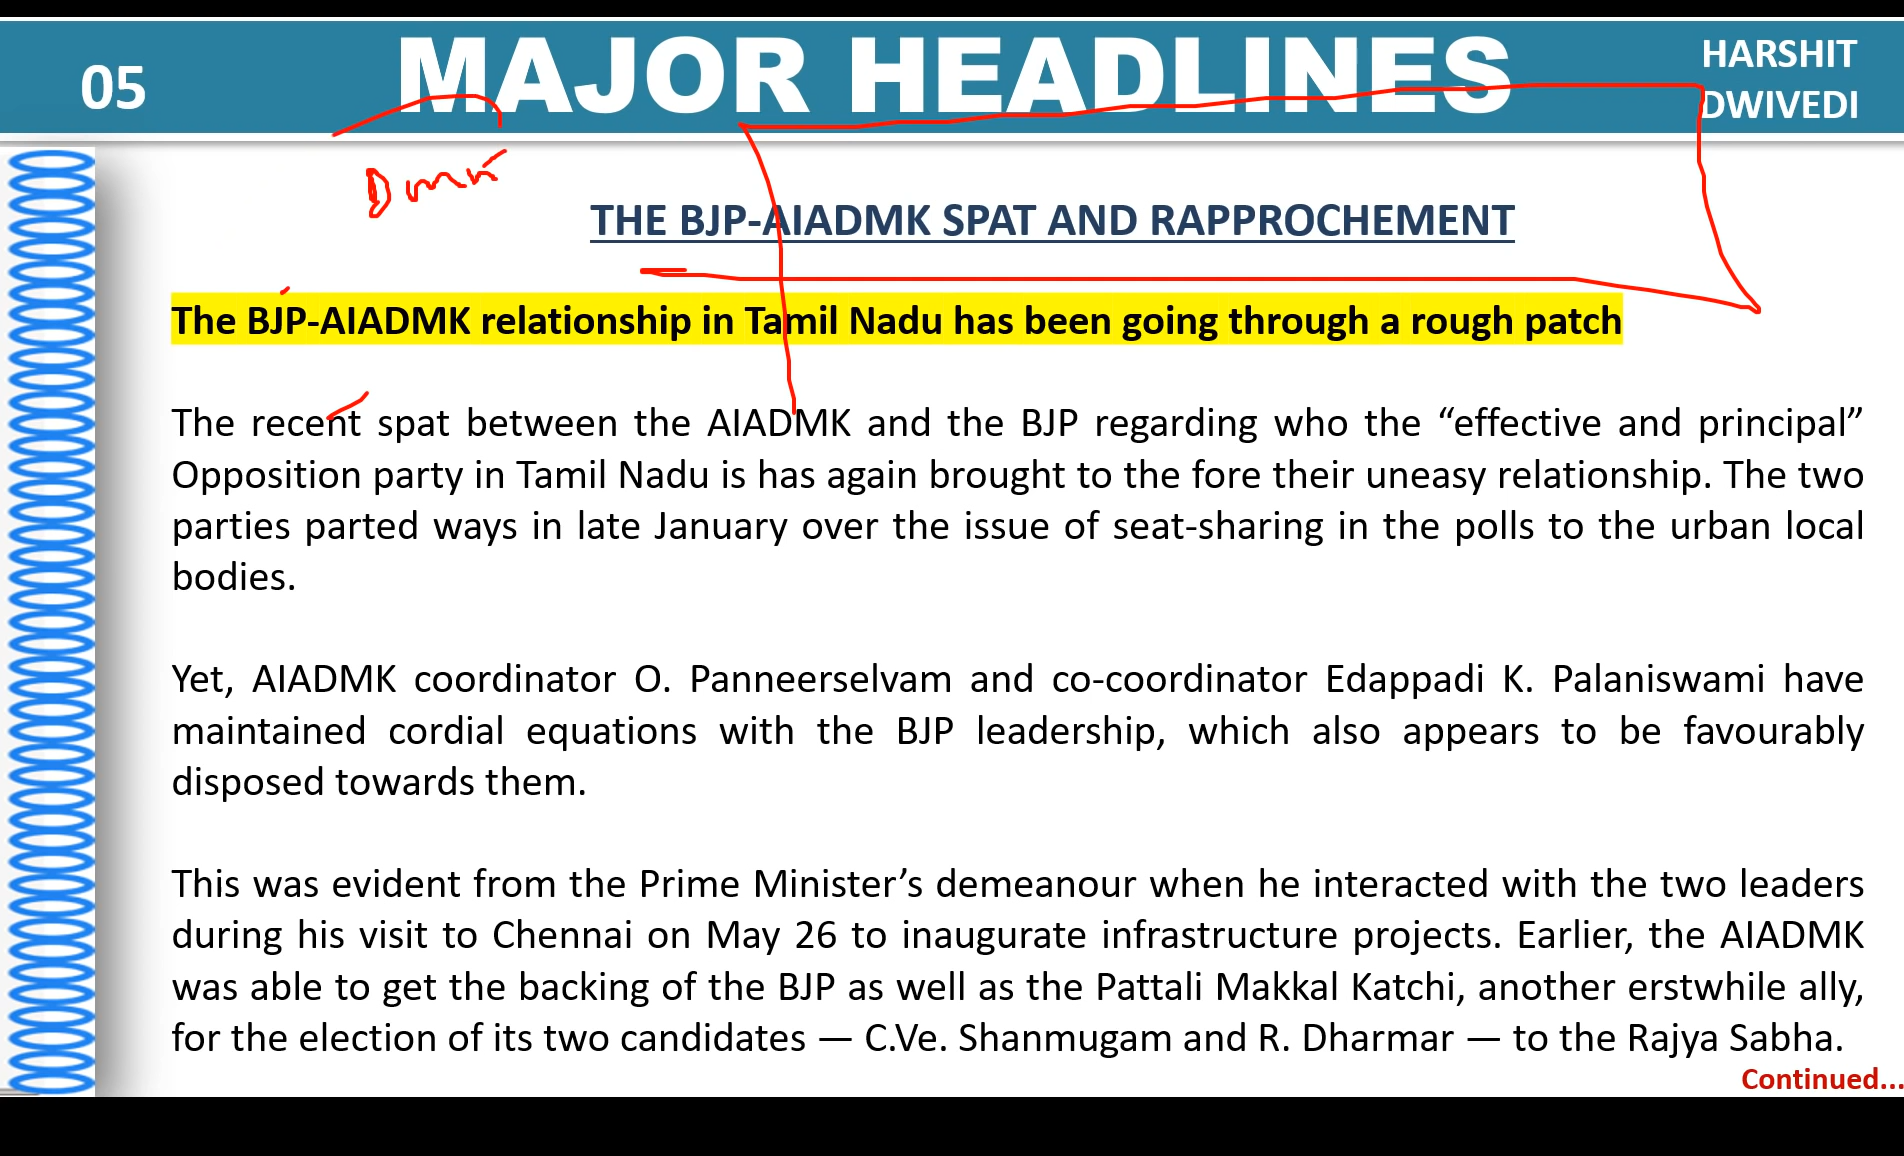 05
MAJOR HEADLINES
HARSHIT
DWIVEDI
Dmk
THE BJP-AIADMK SPAT AND RAPPROCHEMENT
The BJP-AIADMK relationship in Tamil Nadu has been going through a rough patch
The recent spat between the AIADMK and the BJP regarding who the “effective and principal”
Opposition party in Tamil Nadu is has again brought to the fore their uneasy relationship. The two
parties parted ways in late January over the issue of seat-sharing in the polls to the urban local
bodies.
Yet, AIADMK coordinator O. Panneerselvam and co-coordinator Edappadi K. Palaniswami have
maintained cordial equations with the BJP leadership, which also appears to be favourably
disposed towards them.
This was evident from the Prime Minister’s demeanour when he interacted with the two leaders
during his visit to Chennai on May 26 to inaugurate infrastructure projects. Earlier, the AIADMK
was able to get the backing of the BJP as well as the Pattali Makkal Katchi, another erstwhile ally,
for the election of its two candidates — C.Ve. Shanmugam and R. Dharmar — to the Rajya Sabha.
Continued...